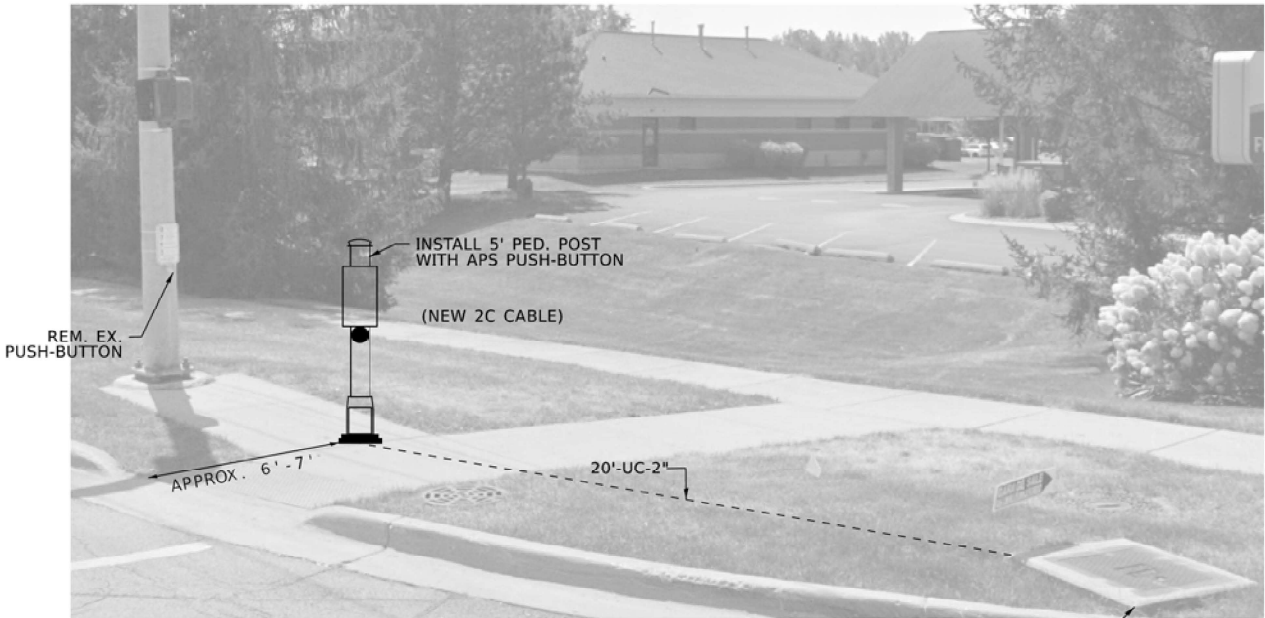 INSTALL 5' PED. POST
WITH APS PUSH-BUTTON
(NEW 2C CABLE)
REM. EX.
PUSH-BUTTON
APPROX. 6'-7'
20'-UC-2"